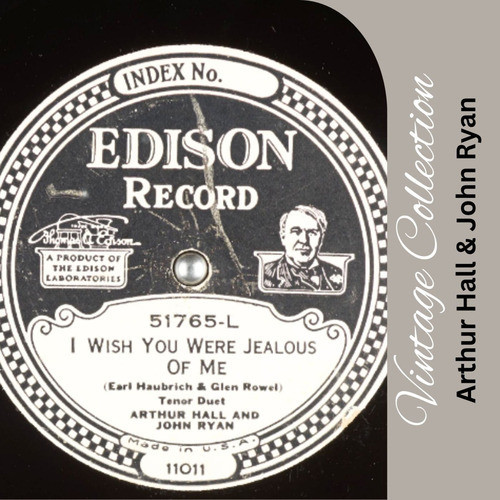 INDEX No.
EDISON
RECORD
TRADE MARK
Thomas A Edison
A PRODUCT OF
THE EDISON
LABORATORIES
51765-L
I WISH YOU WERE JEALOUS
OF ME
(Earl Haubrich & Glen Rowel)
Tenor Duet
ARTHUR HALL AND
JOHN RYAN
Made in U.S.A.
11011
Vintage Collection
Arthur Hall & John Ryan